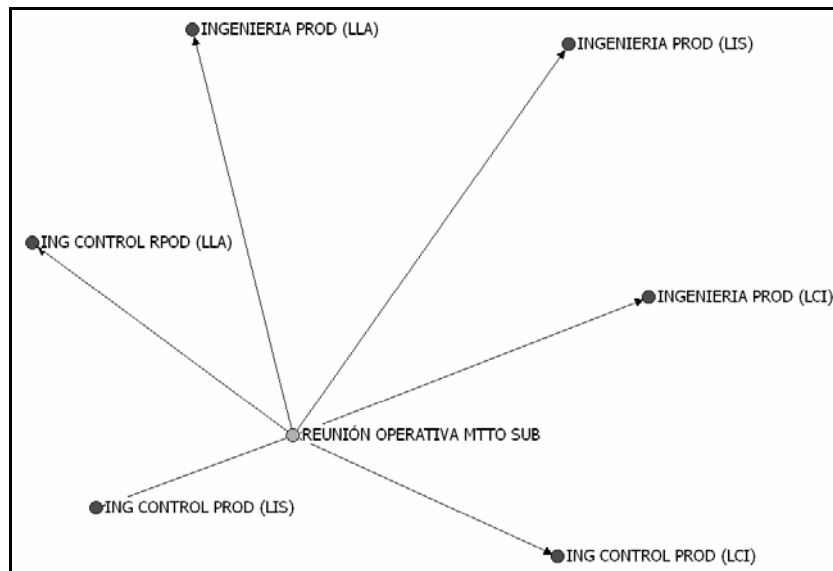 INGENIERIA PROD (LLA)
INGENIERIA PROD (LIS)
ING CONTROL RPOD (LLA)
INGENIERIA PROD (LCI)
REUNIÓN OPERATIVA MTTO SUB
ING CONTROL PROD (LIS)
ING CONTROL PROD (LCI)